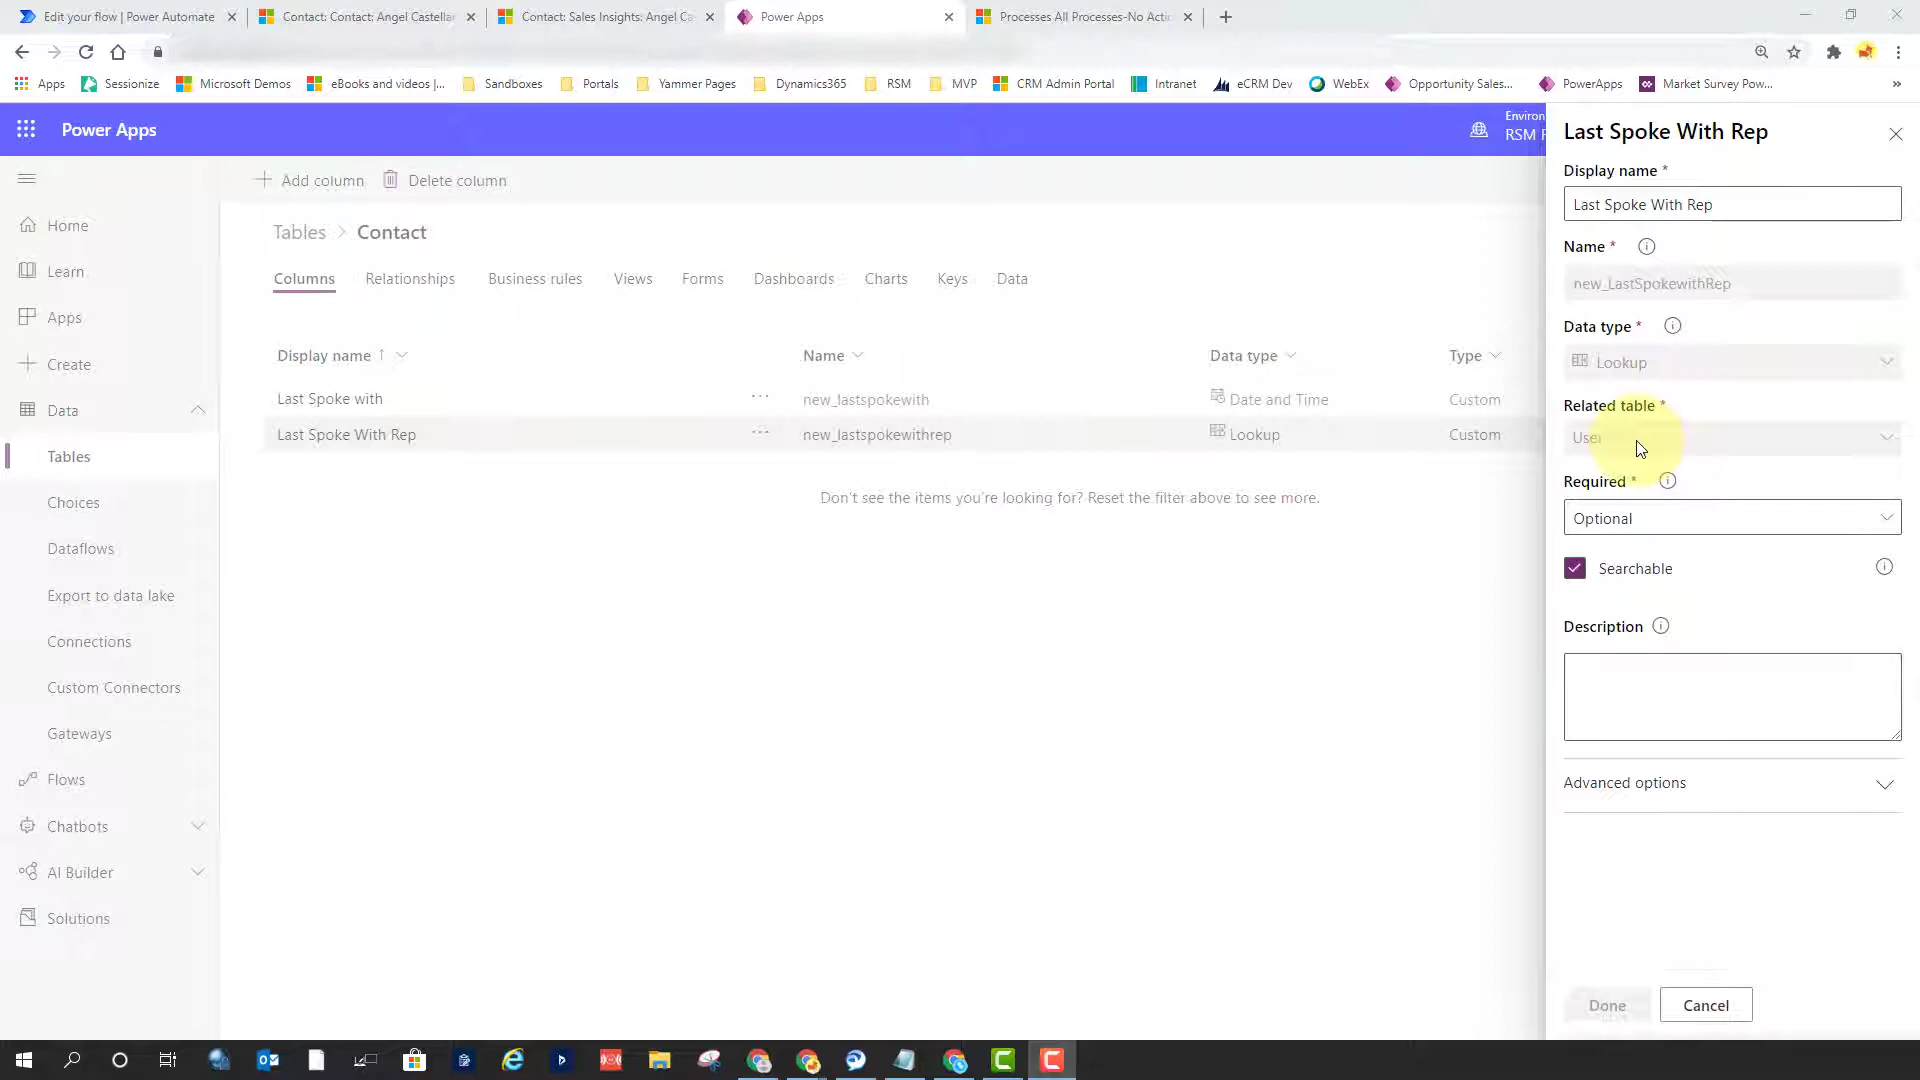 Edit your flow | Power Automate
Contact: Contact: Angel Castella
Contact: Sales Insights: Angel Ca
Power Apps
Processes All Processes-No Acti
Apps
Sessionize
Microsoft Demos
eBooks and videos |...
Sandboxes
Portals
Yammer Pages
Dynamics365
RSM
MVP
CRM Admin Portal
Intranet
eCRM Dev
WebEx
Opportunity Sales...
PowerApps
Market Survey Pow...
»
Power Apps
Environ
RSM F
Add column
Delete column
Home
Learn
Apps
Create
Data
Tables
Choices
Dataflows
Export to data lake
Connections
Custom Connectors
Gateways
Flows
Chatbots
AI Builder
Solutions
Tables > Contact
Columns
Relationships
Business rules
Views
Forms
Dashboards
Charts
Keys
Data
Display name ↑
Name
Data type
Type
Last Spoke with
...
new_lastspokewith
Date and Time
Custom
Last Spoke With Rep
...
new_lastspokewithrep
Lookup
Custom
Don't see the items you're looking for? Reset the filter above to see more.
Last Spoke With Rep
Display name *
Last Spoke With Rep
Name *
new_LastSpokewithRep
Data type *
Lookup
Related table *
User
Required *
Optional
Searchable
Description
Advanced options
Done
Cancel